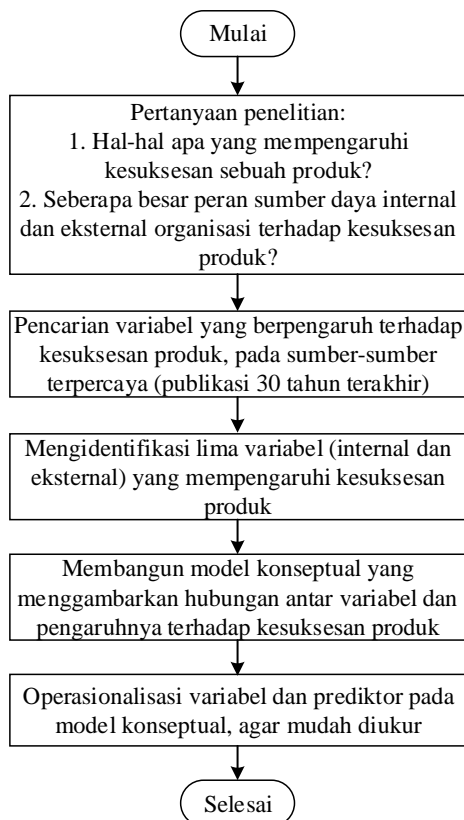 Mulai
Pertanyaan penelitian:
1. Hal-hal apa yang mempengaruhi
kesuksesan sebuah produk?
2. Seberapa besar peran sumber daya internal
dan eksternal organisasi terhadap kesuksesan
produk?
Pencarian variabel yang berpengaruh terhadap
kesuksesan produk, pada sumber-sumber
terpercaya (publikasi 30 tahun terakhir)
Mengidentifikasi lima variabel (internal dan
eksternal) yang mempengaruhi kesuksesan
produk
Membangun model konseptual yang
menggambarkan hubungan antar variabel dan
pengaruhnya terhadap kesuksesan produk
Operasionalisasi variabel dan prediktor pada
model konseptual, agar mudah diukur
Selesai